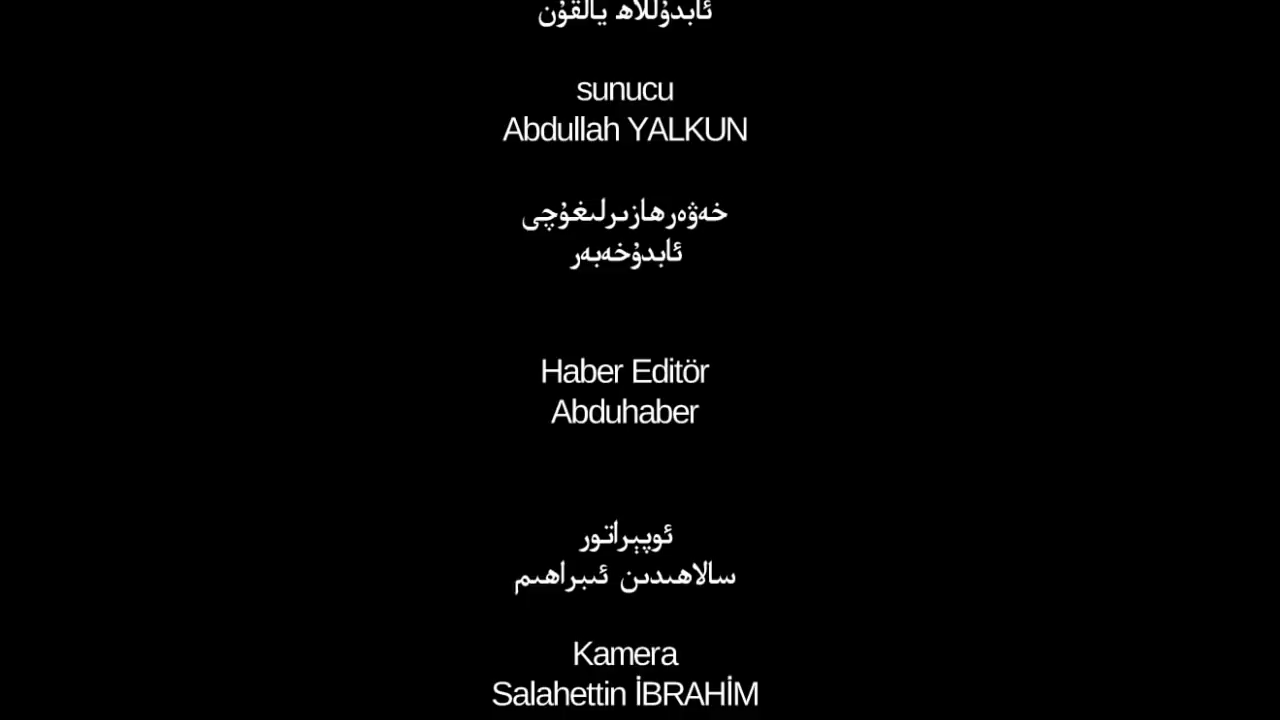 ئابدۇللاھ يالقۇن
sunucu
Abdullah YALKUN
خەۋەرھازىرلىغۇچى
ئابدۇخەبەر
Haber Editör
Abduhaber
ئوپېراتور
سالاھىدىن ئىبراھىم
Kamera
Salahettin İBRAHİM